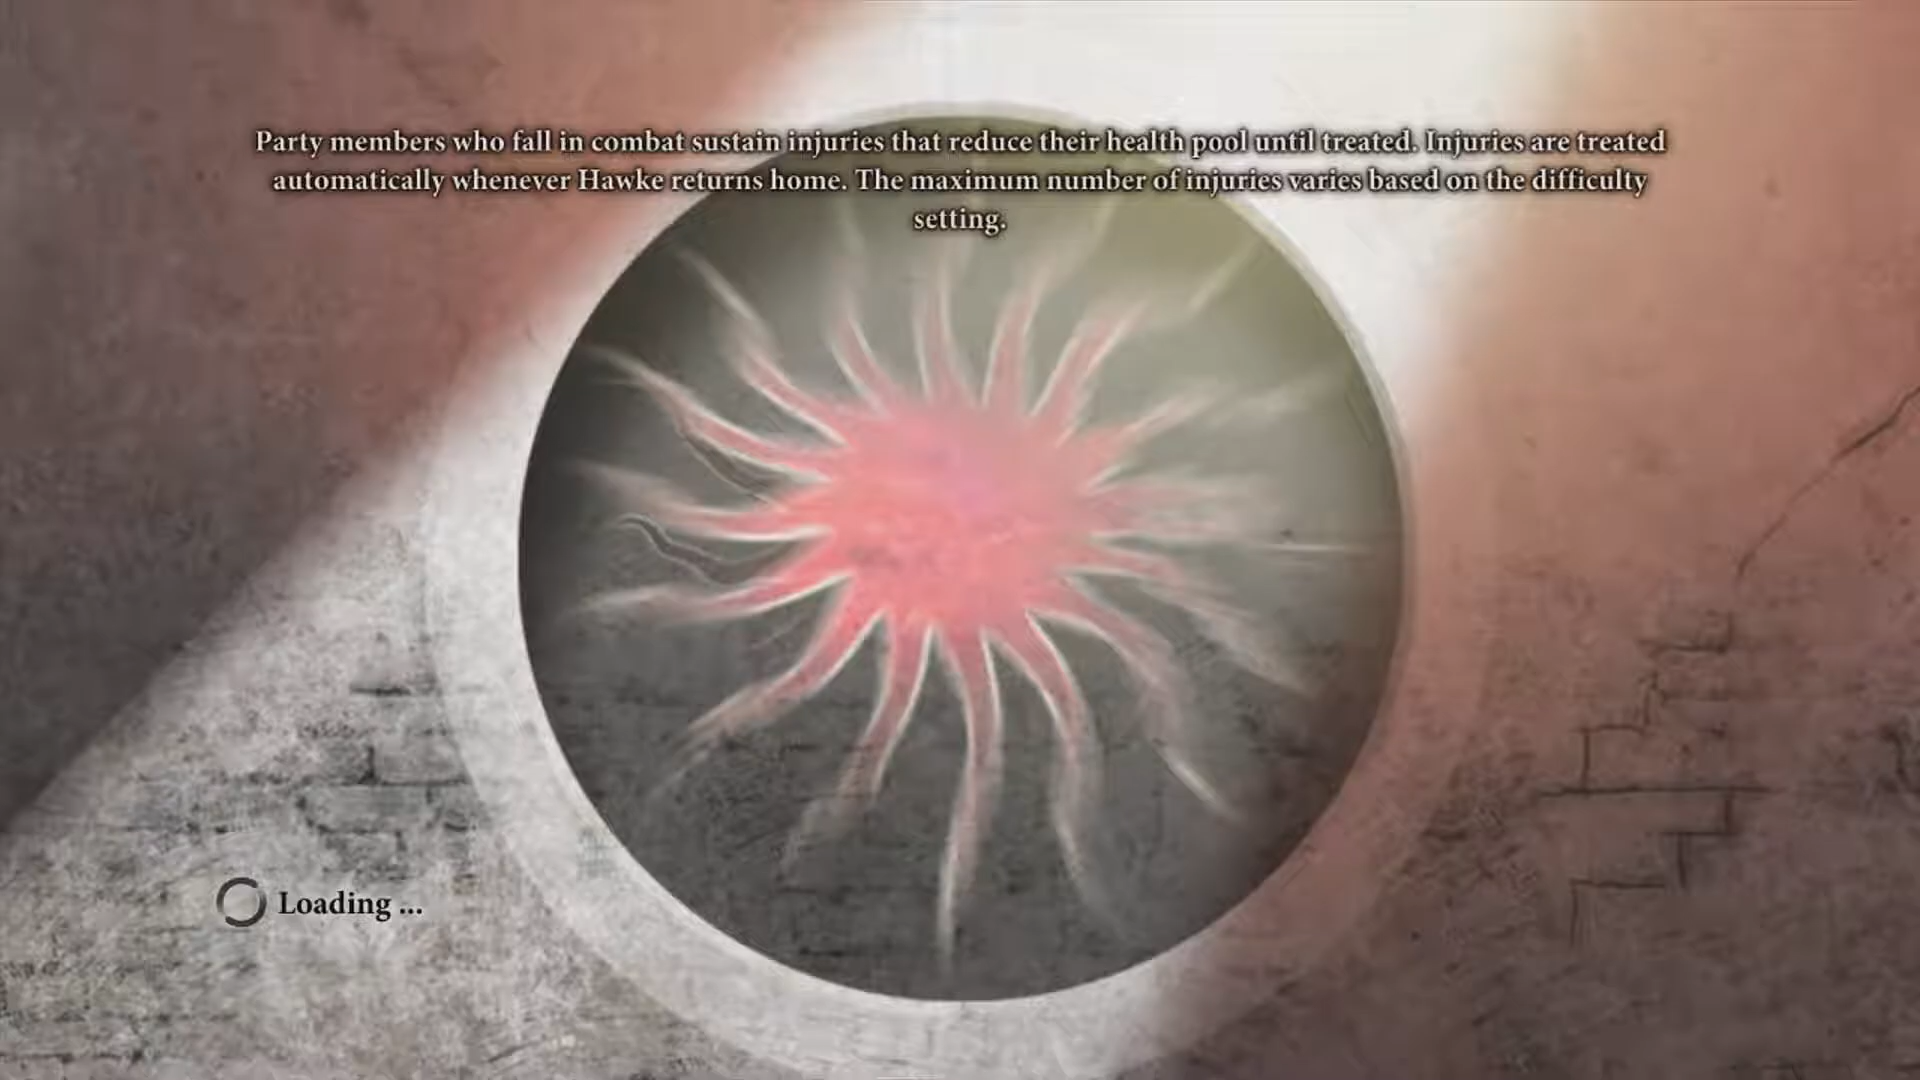 Party members who fall in combat sustain injuries that reduce their health pool until treated. Injuries are treated
automatically whenever Hawke returns home. The maximum number of injuries varies based on the difficulty
setting.
Loading ...